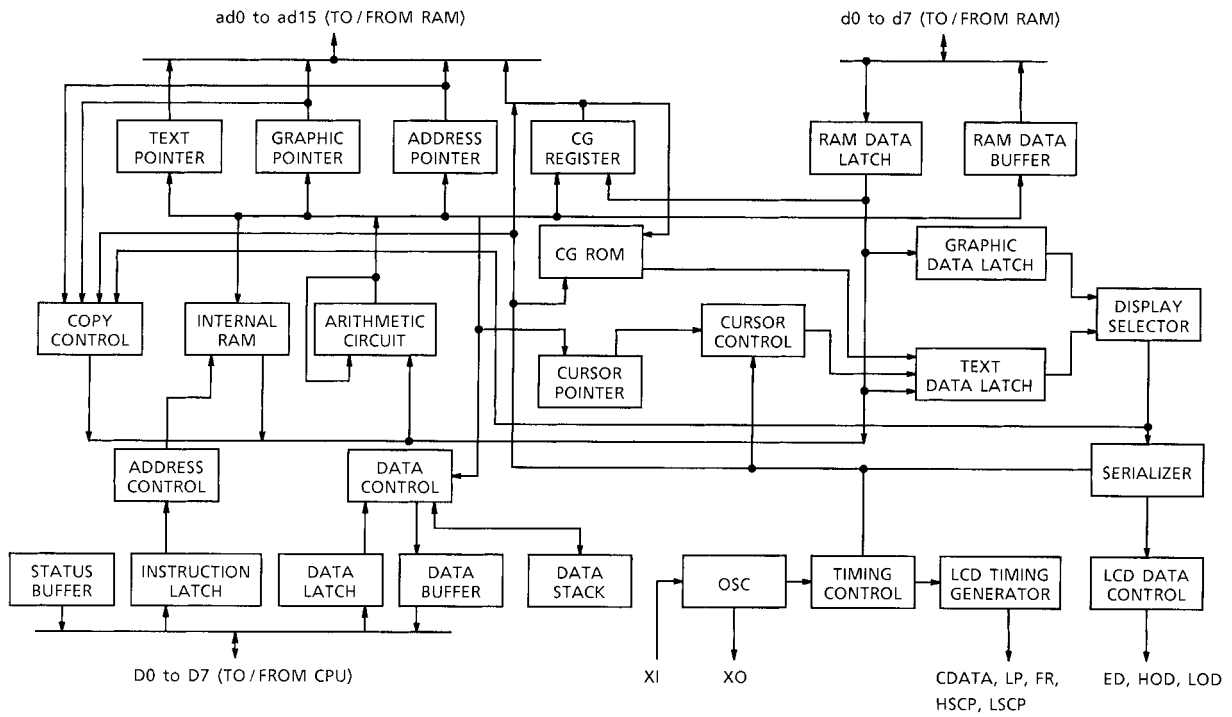 ad0 to ad15 (TO/FROM RAM)
d0 to d7 (TO/FROM RAM)
TEXT
POINTER
GRAPHIC
POINTER
ADDRESS
POINTER
CG
REGISTER
RAM DATA
LATCH
RAM DATA
BUFFER
CG ROM
GRAPHIC
DATA LATCH
COPY
CONTROL
INTERNAL
RAM
ARITHMETIC
CIRCUIT
CURSOR
CONTROL
DISPLAY
SELECTOR
CURSOR
POINTER
TEXT
DATA LATCH
ADDRESS
CONTROL
DATA
CONTROL
SERIALIZER
STATUS
BUFFER
INSTRUCTION
LATCH
DATA
LATCH
DATA
BUFFER
DATA
STACK
OSC
TIMING
CONTROL
LCD TIMING
GENERATOR
LCD DATA
CONTROL
D0 to D7 (TO/FROM CPU)
XI
XO
CDATA, LP, FR,
HSCP, LSCP
ED, HOD, LOD